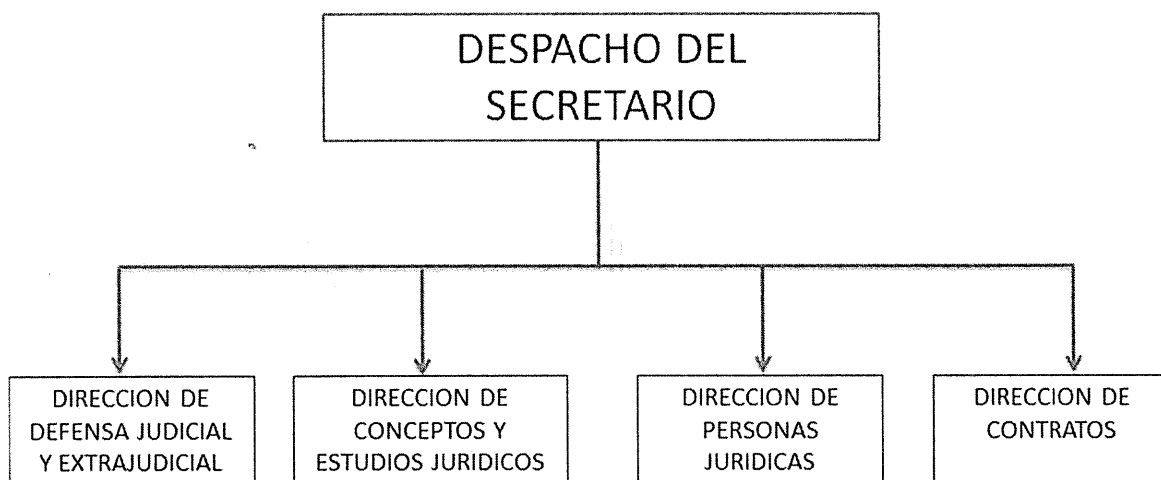 DESPACHO DEL
SECRETARIO
DIRECCION DE
DEFENSA JUDICIAL
Y EXTRAJUDICIAL
DIRECCION DE
CONCEPTOS Y
ESTUDIOS JURIDICOS
DIRECCION DE
PERSONAS
JURIDICAS
DIRECCION DE
CONTRATOS